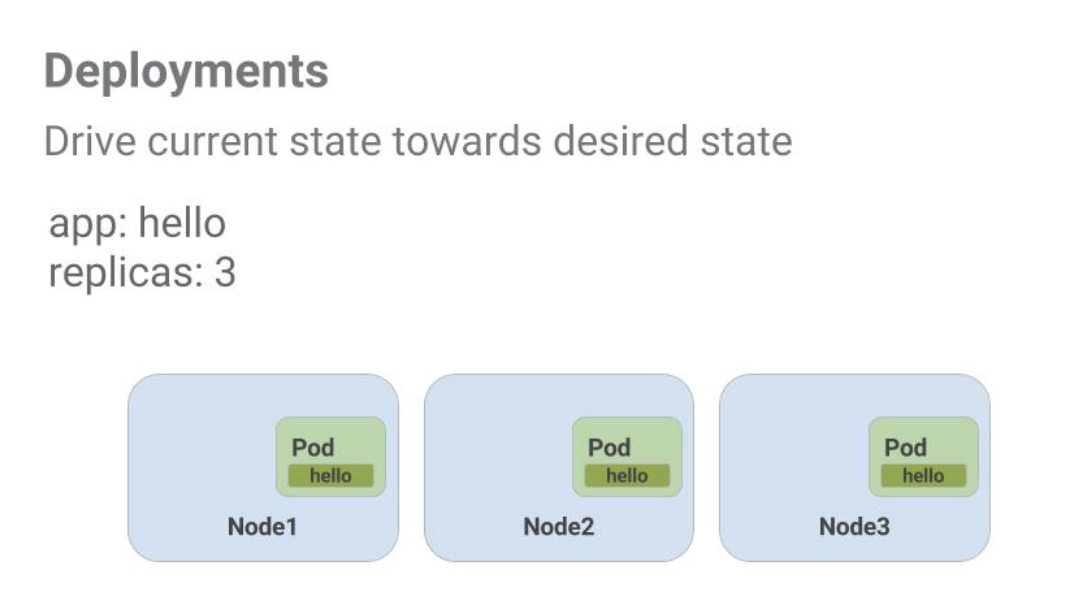 Deployments
Drive current state towards desired state
app: hello
replicas: 3
Pod
hello
Node1
Pod
hello
Node2
Pod
hello
Node3